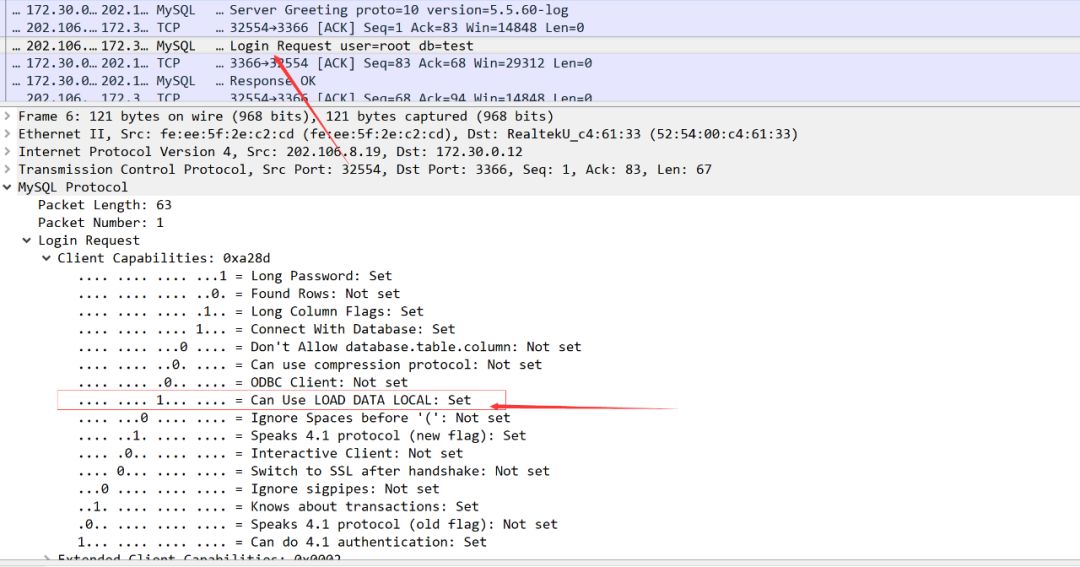 … 172.30.0… 202.1… MySQL … Server Greeting proto=10 version=5.5.60-log
… 202.106.… 172.3… TCP … 32554→3366 [ACK] Seq=1 Ack=83 Win=14848 Len=0
… 202.106.… 172.3… MySQL … Login Request user=root db=test
… 172.30.0… 202.1… TCP … 3366→32554 [ACK] Seq=83 Ack=68 Win=29312 Len=0
… 172.30.0… 202.1… MySQL … Response OK
… 202.106. 172.3 TCP … 32554→3366 [ACK] Seq=68 Ack=94 Win=14848 Len=0
Frame 6: 121 bytes on wire (968 bits), 121 bytes captured (968 bits)
Ethernet II, Src: fe:ee:5f:2e:c2:cd (fe:ee:5f:2e:c2:cd), Dst: RealtekU_c4:61:33 (52:54:00:c4:61:33)
Internet Protocol Version 4, Src: 202.106.8.19, Dst: 172.30.0.12
Transmission Control Protocol, Src Port: 32554, Dst Port: 3366, Seq: 1, Ack: 83, Len: 67
MySQL Protocol
Packet Length: 63
Packet Number: 1
Login Request
Client Capabilities: 0xa28d
.... .... .... ...1 = Long Password: Set
.... .... .... ..0. = Found Rows: Not set
.... .... .... .1.. = Long Column Flags: Set
.... .... .... 1... = Connect With Database: Set
.... .... ...0 .... = Don't Allow database.table.column: Not set
.... .... ..0. .... = Can use compression protocol: Not set
.... .... .0.. .... = ODBC Client: Not set
.... .... 1... .... = Can Use LOAD DATA LOCAL: Set
.... ...0 .... .... = Ignore Spaces before '(': Not set
.... ..1. .... .... = Speaks 4.1 protocol (new flag): Set
.... .0.. .... .... = Interactive Client: Not set
.... 0... .... .... = Switch to SSL after handshake: Not set
...0 .... .... .... = Ignore sigpipes: Not set
..1. .... .... .... = Knows about transactions: Set
.0.. .... .... .... = Speaks 4.1 protocol (old flag): Not set
1... .... .... .... = Can do 4.1 authentication: Set
Extended Client Capabilities: 0x0002